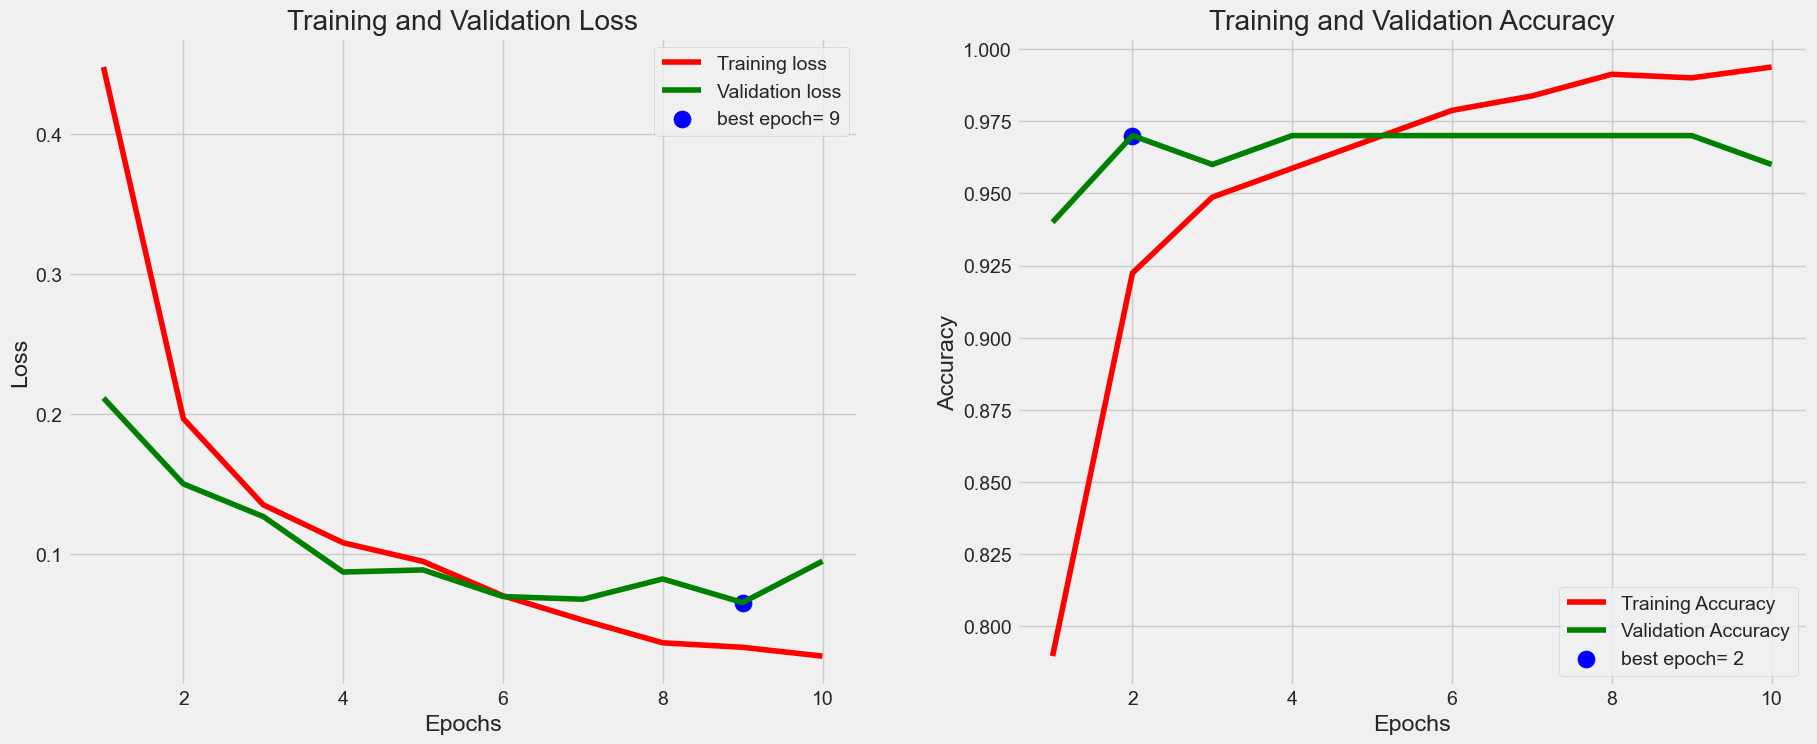 Training and Validation Loss
Training loss
Validation loss
best epoch= 9
0.4
0.3
0.2
0.1
Loss
2 4 6 8 10
Epochs
Training and Validation Accuracy
1.000
0.975
0.950
0.925
0.900
0.875
0.850
0.825
0.800
Accuracy
Training Accuracy
Validation Accuracy
best epoch= 2
2 4 6 8 10
Epochs